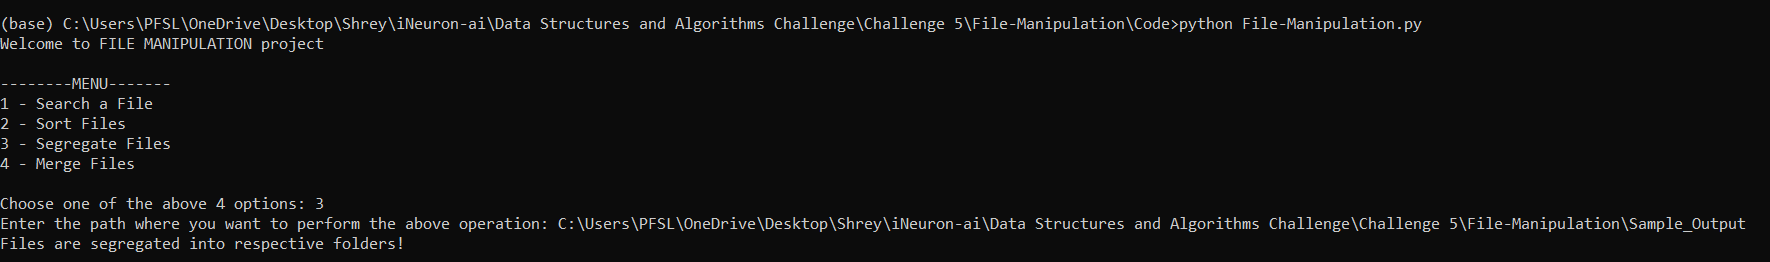 (base) C:\Users\PFSL\OneDrive\Desktop\Shrey\iNeuron-ai\Data Structures and Algorithms Challenge\Challenge 5\File-Manipulation\Code>python File-Manipulation.py
Welcome to FILE MANIPULATION project
--------MENU-------
1 - Search a File
2 - Sort Files
3 - Segregate Files
4 - Merge Files
Choose one of the above 4 options: 3
Enter the path where you want to perform the above operation: C:\Users\PFSL\OneDrive\Desktop\Shrey\iNeuron-ai\Data Structures and Algorithms Challenge\Challenge 5\File-Manipulation\Sample_Output
Files are segregated into respective folders!